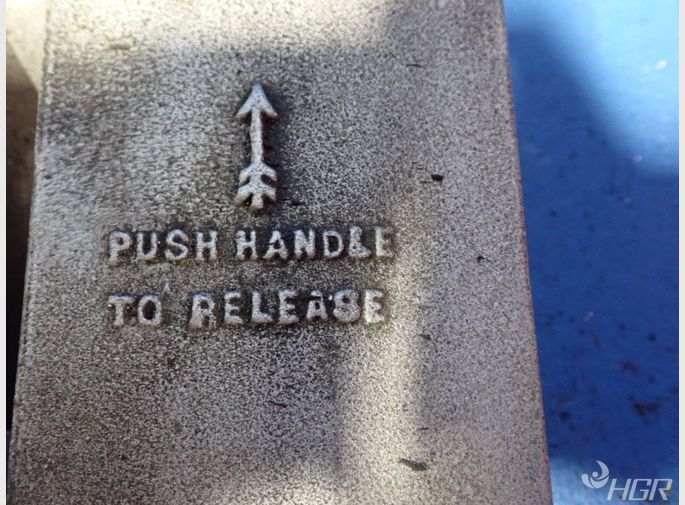 PUSH HANDLE
TO RELEASE
HGR